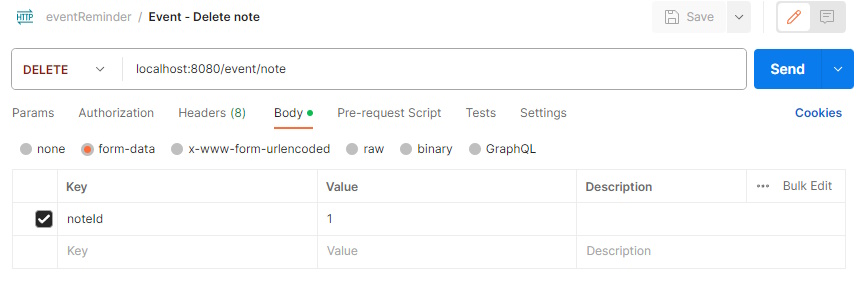 HTTP eventReminder / Event - Delete note Save
DELETE localhost:8080/event/note Send
Params Authorization Headers (8) Body Pre-request Script Tests Settings Cookies
none form-data x-www-form-urlencoded raw binary GraphQL
Key Value Description ••• Bulk Edit
noteId 1
Key Value Description